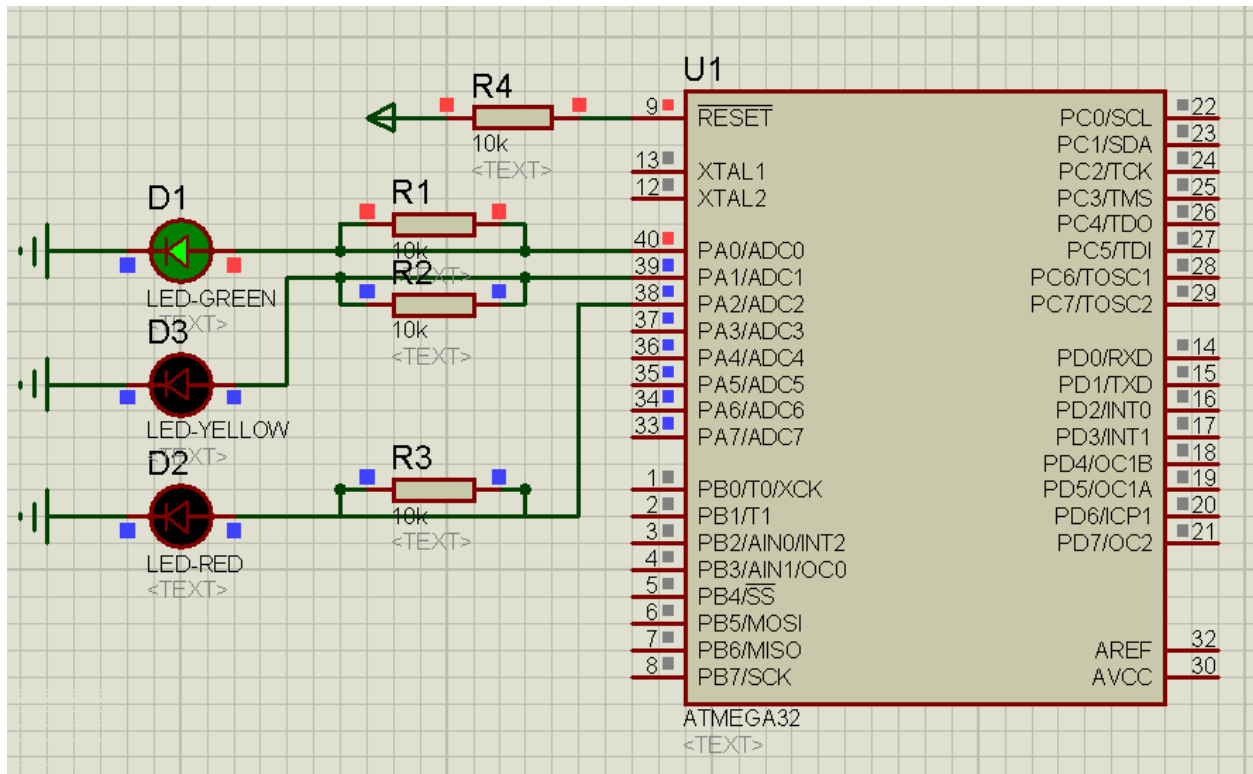 U1
R4
10k
<TEXT>
R1
10k
<TEXT>
R2
10k
<TEXT>
D1
LED-GREEN
<TEXT>
D3
LED-YELLOW
<TEXT>
D2
LED-RED
<TEXT>
R3
10k
<TEXT>
9 RESET
13 XTAL1
12 XTAL2
40 PA0/ADC0
39 PA1/ADC1
38 PA2/ADC2
37 PA3/ADC3
36 PA4/ADC4
35 PA5/ADC5
34 PA6/ADC6
33 PA7/ADC7
1 PB0/T0/XCK
2 PB1/T1
3 PB2/AIN0/INT2
4 PB3/AIN1/OC0
5 PB4/SS
6 PB5/MOSI
7 PB6/MISO
8 PB7/SCK
PC0/SCL 22
PC1/SDA 23
PC2/TCK 24
PC3/TMS 25
PC4/TDO 26
PC5/TDI 27
PC6/TOSC1 28
PC7/TOSC2 29
PD0/RXD 14
PD1/TXD 15
PD2/INT0 16
PD3/INT1 17
PD4/OC1B 18
PD5/OC1A 19
PD6/ICP1 20
PD7/OC2 21
AREF 32
AVCC 30
ATMEGA32
<TEXT>